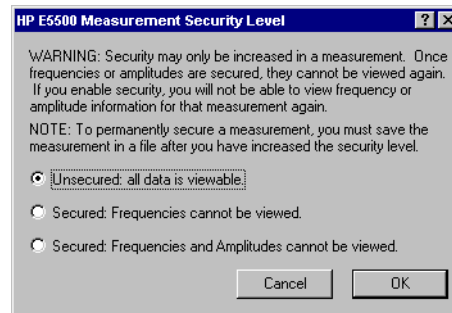 HP E5500 Measurement Security Level
WARNING: Security may only be increased in a measurement. Once
frequencies or amplitudes are secured, they cannot be viewed again.
If you enable security, you will not be able to view frequency or
amplitude information for that measurement again.
NOTE: To permanently secure a measurement, you must save the
measurement in a file after you have increased the security level.
Unsecured: all data is viewable.
Secured: Frequencies cannot be viewed.
Secured: Frequencies and Amplitudes cannot be viewed.
Cancel OK